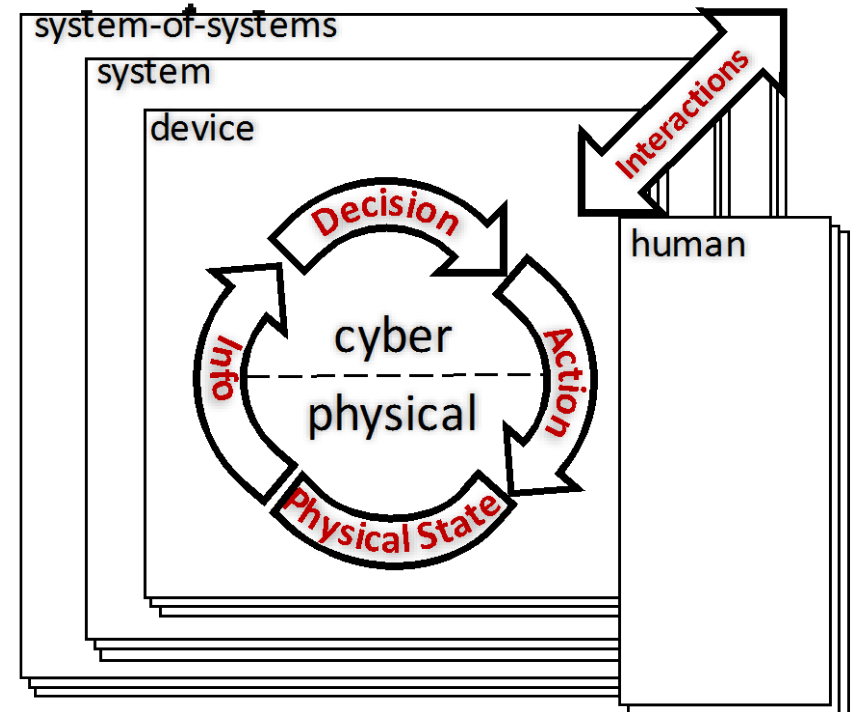 system-of-systems
system
device
Interactions
human
Decision
Info
cyber
Action
physical
Physical State